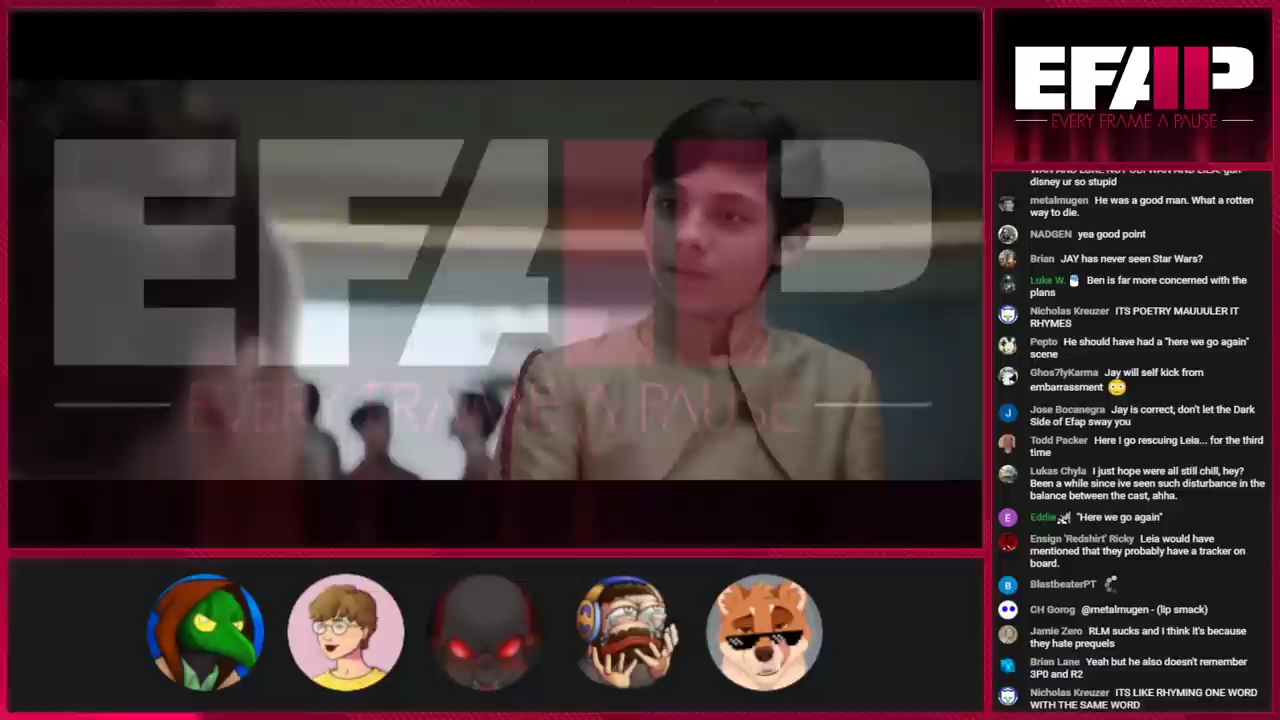 EFAP
EVERY FRAME A PAUSE
EFAP
EVERY FRAME A PAUSE
disney ur so stupid
metalmugen He was a good man. What a rotten
way to die.
NADGEN yea good point
Brian JAY has never seen Star Wars?
Luke W. Ben is far more concerned with the
plans
Nicholas Kreuzer ITS POETRY MAUUULER IT
RHYMES
Pepto He should have had a "here we go again"
scene
Ghos7lyKarma Jay will self kick from
embarrassment
Jose Bocanegra Jay is correct, don't let the Dark
Side of Efap sway you
Todd Packer Here I go rescuing Leia... for the third
time
Lukas Chyla I just hope were all still chill, hey?
Been a while since ive seen such disturbance in the
balance between the cast, ahha.
E Eddie "Here we go again"
Ensign 'Redshirt' Ricky Leia would have
mentioned that they probably have a tracker on
board.
B BlastbeaterPT
CH Gorog @metalmugen - (lip smack)
Jamie Zero RLM sucks and I think it's because
they hate prequels
Brian Lane Yeah but he also doesn't remember
3P0 and R2
Nicholas Kreuzer ITS LIKE RHYMING ONE WORD
WITH THE SAME WORD